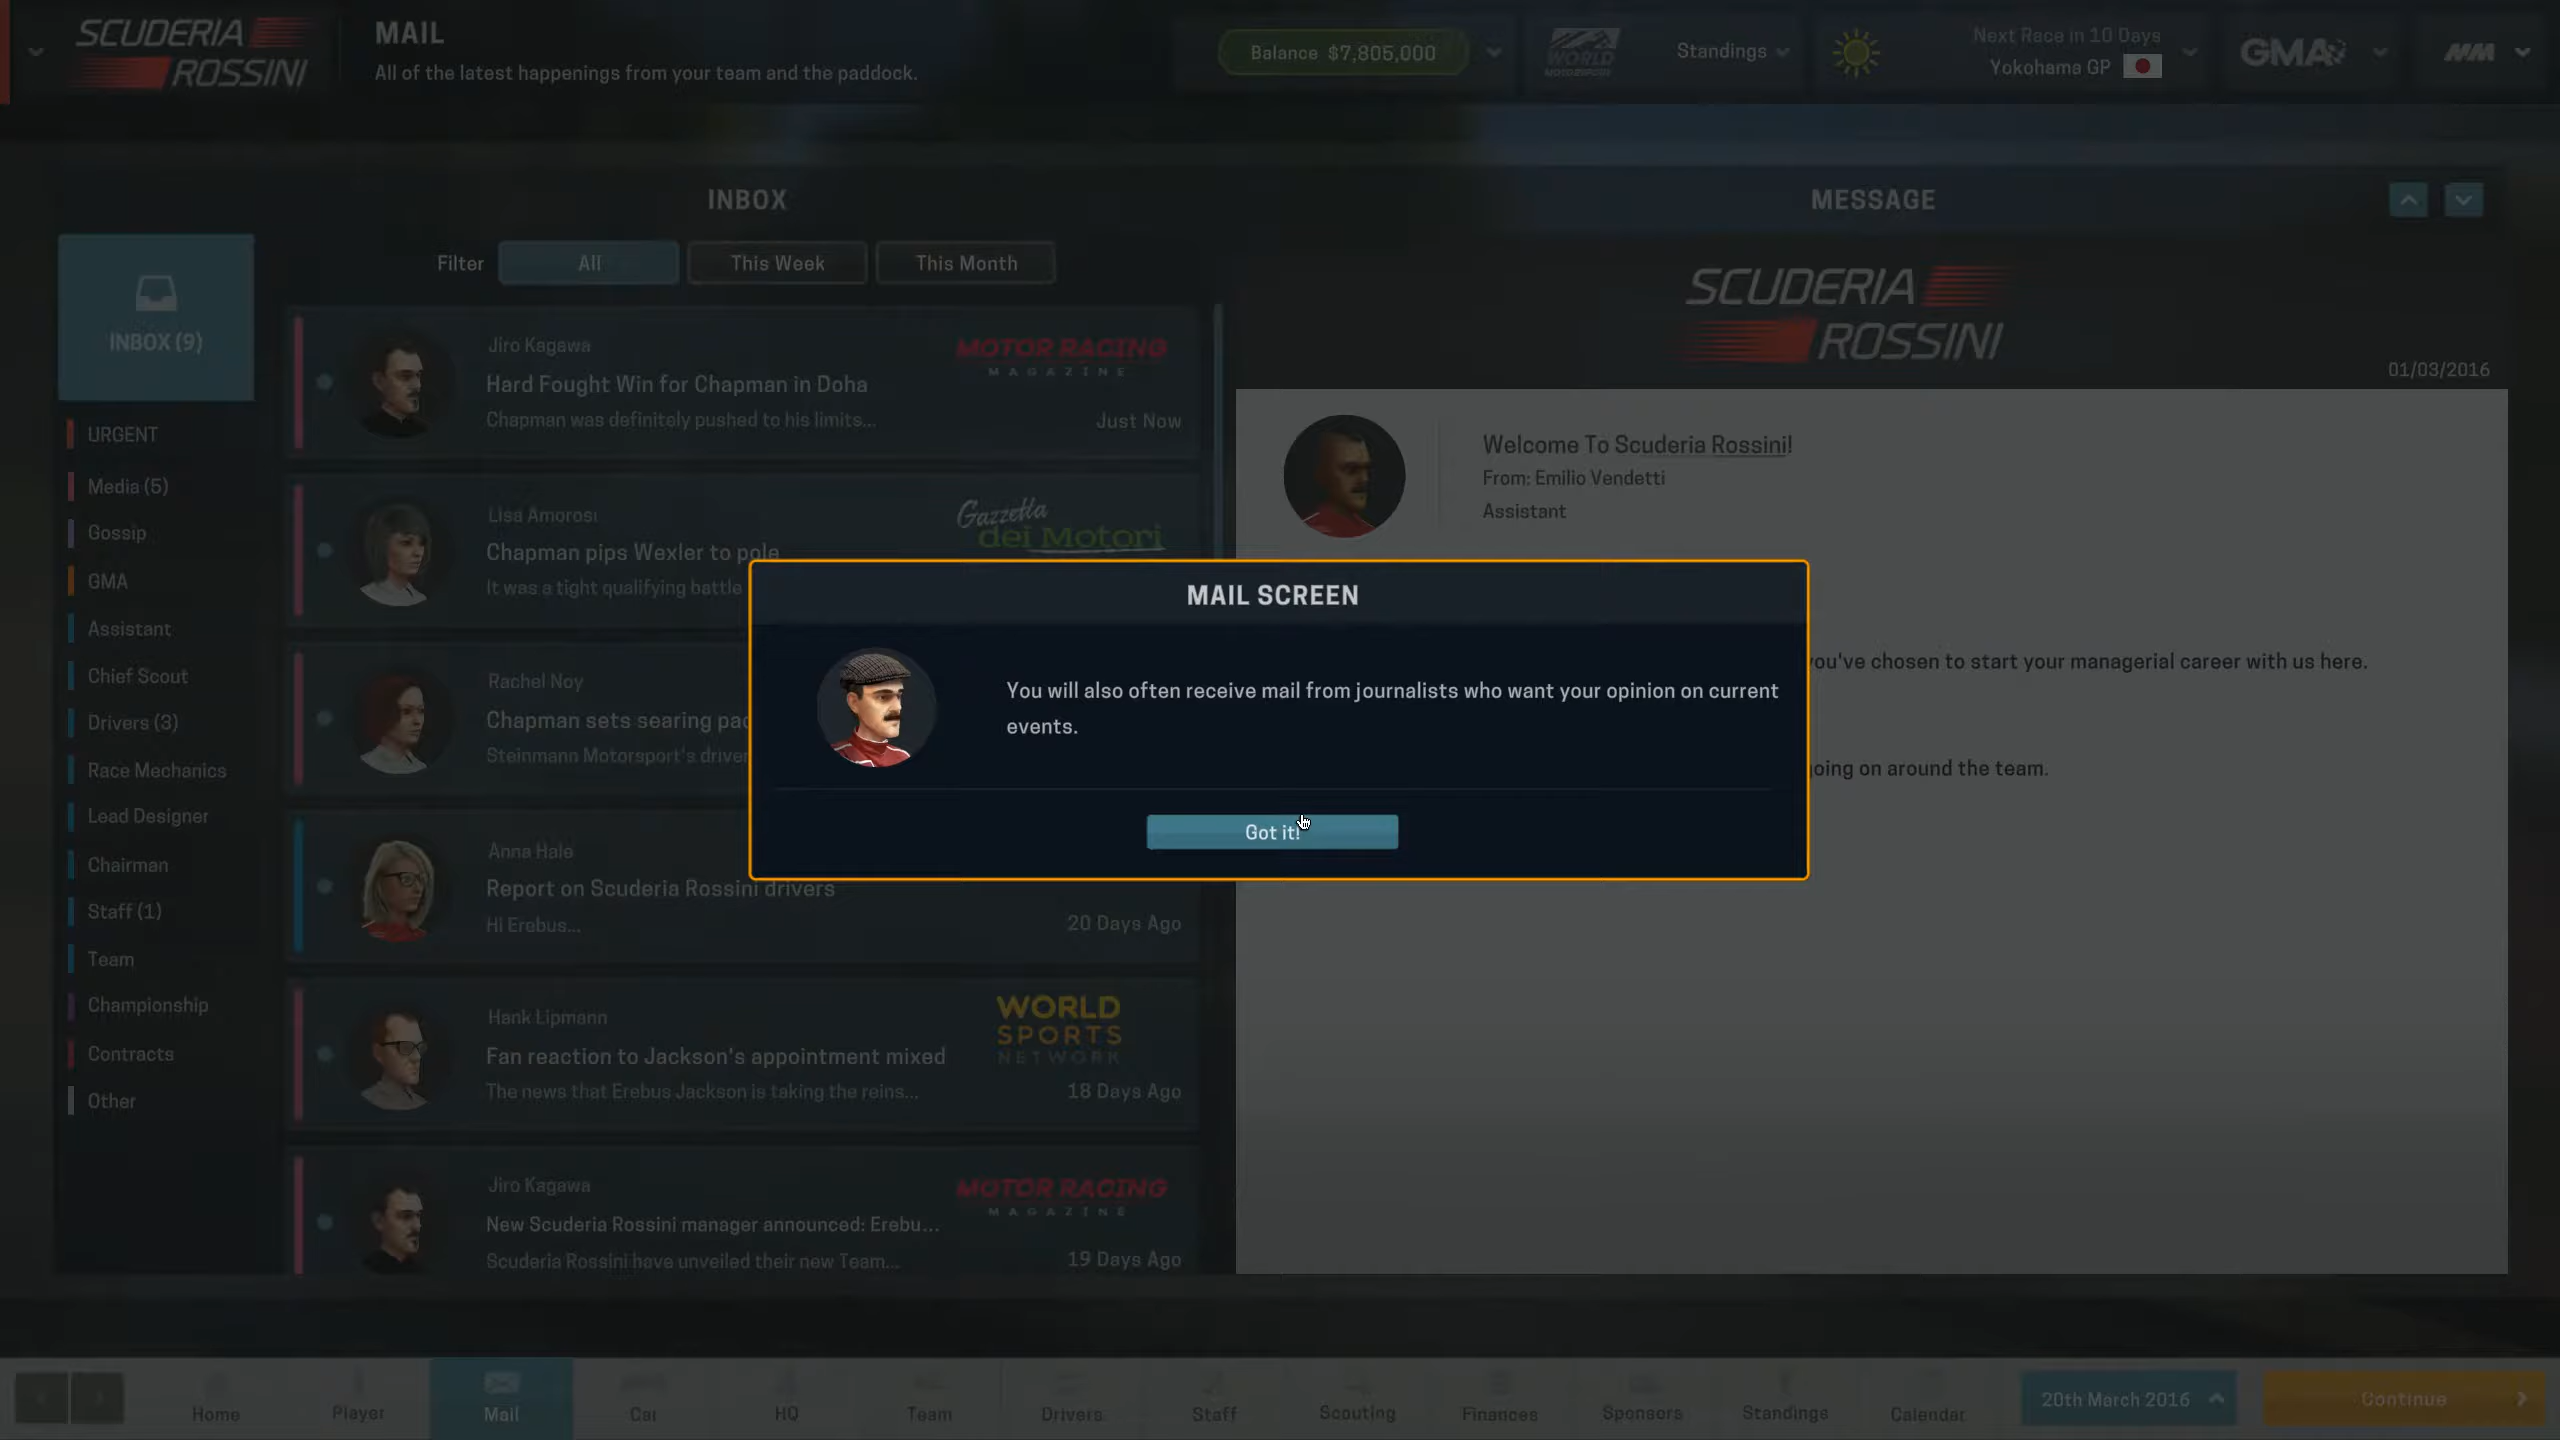 SCUDERIA
ROSSINI
MAIL
All of the latest happenings from your team and the paddock.
Balance $7,805,000
WORLD
MOTORSPORT
Standings
Next Race in 10 Days
Yokohama GP
GMA
MM
INBOX
MESSAGE
INBOX (9)
Filter
All
This Week
This Month
URGENT
Media (5)
Gossip
GMA
Assistant
Chief Scout
Drivers (3)
Race Mechanics
Lead Designer
Chairman
Staff (1)
Team
Championship
Contracts
Other
Jiro Kagawa
Hard Fought Win for Chapman in Doha
Chapman was definitely pushed to his limits...
MOTOR RACING
MAGAZINE
Just Now
Lisa Amorosi
Chapman pips Wexler to pole
It was a tight qualifying battle
Gazzetta
dei Motori
Rachel Noy
Chapman sets searing pac
Steinmann Motorsport's driver
Anna Hale
Report on Scuderia Rossini drivers
Hi Erebus...
20 Days Ago
Hank Lipmann
Fan reaction to Jackson's appointment mixed
The news that Erebus Jackson is taking the reins...
WORLD
SPORTS
NETWORK
18 Days Ago
Jiro Kagawa
New Scuderia Rossini manager announced: Erebu...
Scuderia Rossini have unveiled their new Team...
MOTOR RACING
MAGAZINE
19 Days Ago
SCUDERIA
ROSSINI
01/03/2016
Welcome To Scuderia Rossini!
From: Emilio Vendetti
Assistant
you've chosen to start your managerial career with us here.
going on around the team.
MAIL SCREEN
You will also often receive mail from journalists who want your opinion on current
events.
Got it!
Home
Player
Mail
Car
HQ
Team
Drivers
Staff
Scouting
Finances
Sponsors
Standings
Calendar
20th March 2016
Continue